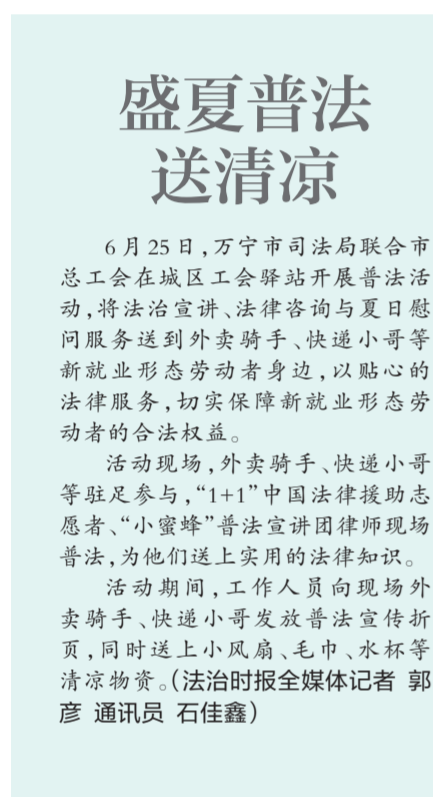 盛夏普法
送清凉
6月25日,万宁市司法局联合市
总工会在城区工会驿站开展普法活
动,将法治宣讲、法律咨询与夏日慰
问服务送到外卖骑手、快递小哥等
新就业形态劳动者身边,以贴心的
法律服务,切实保障新就业形态劳
动者的合法权益。
活动现场,外卖骑手、快递小哥
等驻足参与,“1+1”中国法律援助志
愿者、“小蜜蜂”普法宣讲团律师现场
普法,为他们送上实用的法律知识。
活动期间,工作人员向现场外
卖骑手、快递小哥发放普法宣传折
页,同时送上小风扇、毛巾、水杯等
清凉物资。(法治时报全媒体记者 郭
彦 通讯员 石佳鑫)